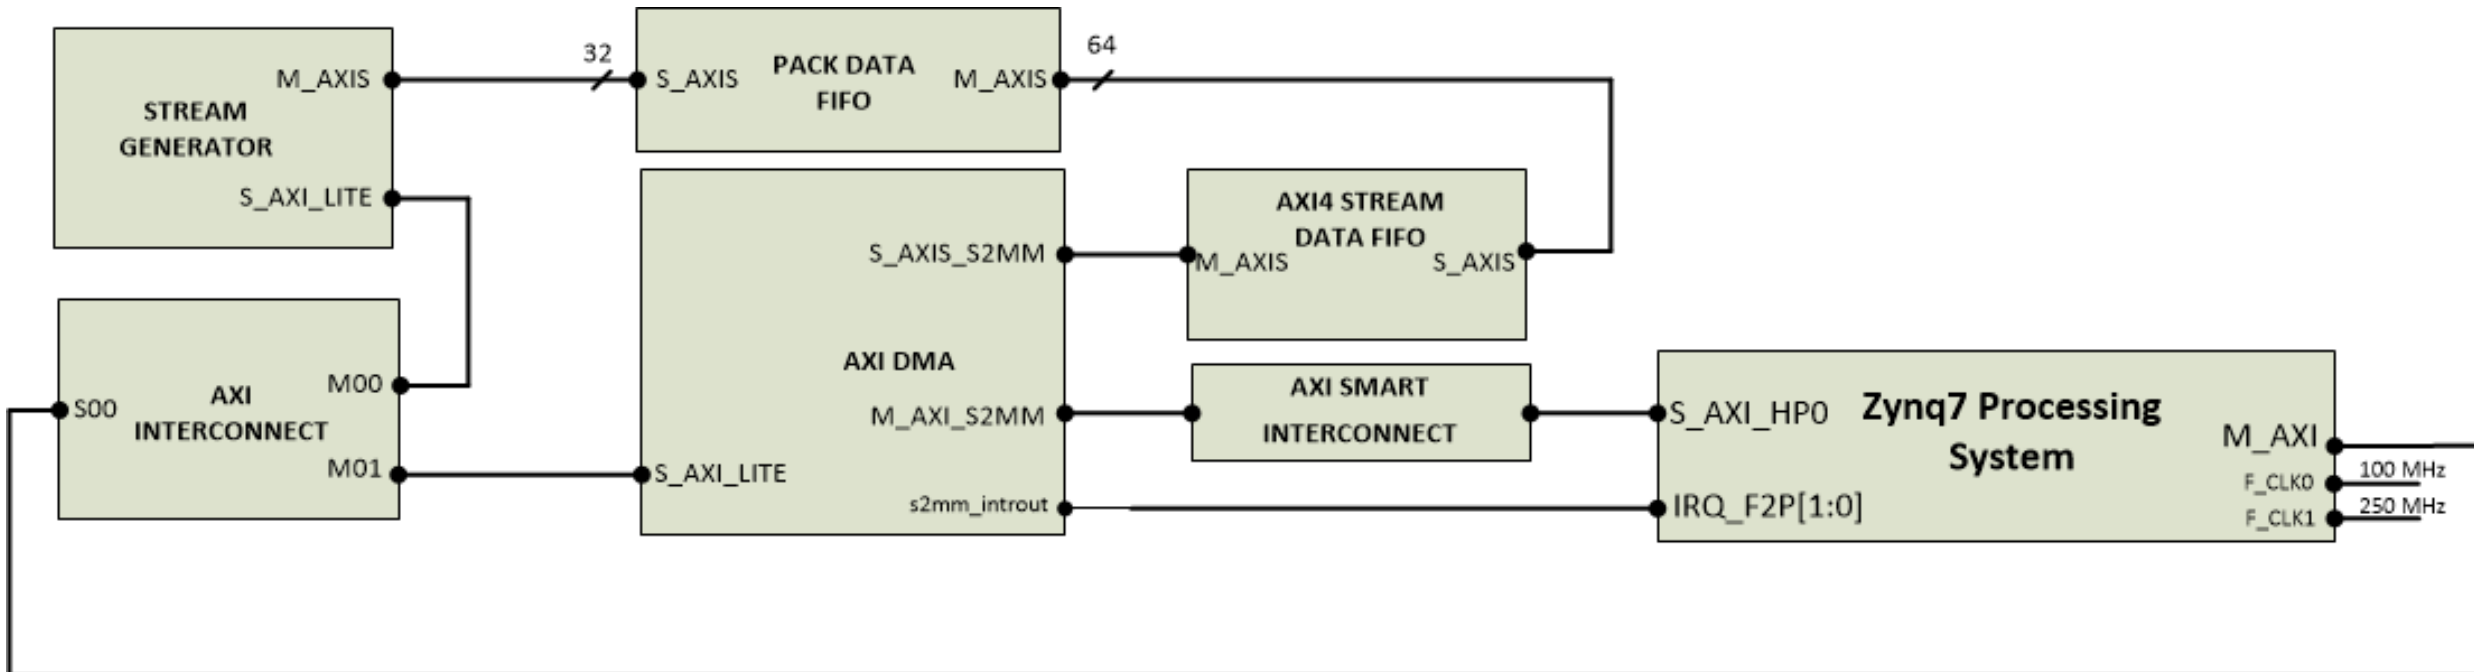 M_AXIS
STREAM
GENERATOR
S_AXI_LITE
32
S_AXIS
PACK DATA
FIFO
M_AXIS
64
AXI4 STREAM
DATA FIFO
M_AXIS
S_AXIS
S_AXIS_S2MM
AXI DMA
M_AXI_S2MM
S_AXI_LITE
s2mm_introut
S00
AXI
INTERCONNECT
M00
M01
AXI SMART
INTERCONNECT
S_AXI_HP0
Zynq7 Processing
System
M_AXI
F_CLK0
100 MHz
F_CLK1
250 MHz
IRQ_F2P[1:0]